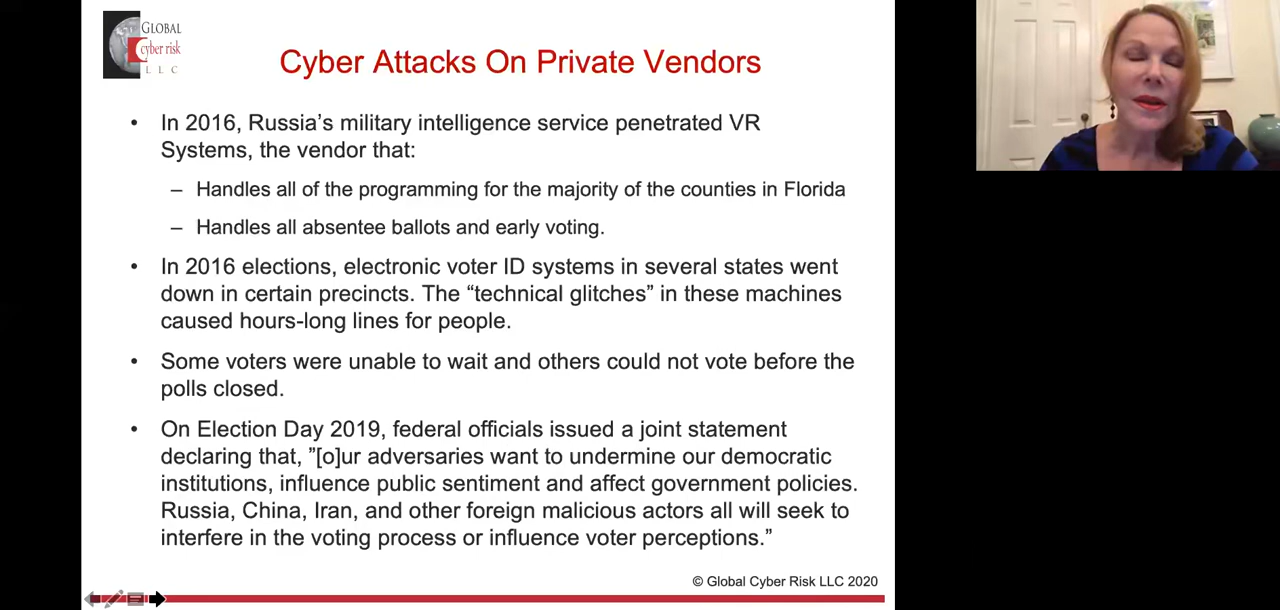 GLOBAL
cyber risk
L L C
Cyber Attacks On Private Vendors
• In 2016, Russia’s military intelligence service penetrated VR
Systems, the vendor that:
– Handles all of the programming for the majority of the counties in Florida
– Handles all absentee ballots and early voting.
• In 2016 elections, electronic voter ID systems in several states went
down in certain precincts. The “technical glitches” in these machines
caused hours-long lines for people.
• Some voters were unable to wait and others could not vote before the
polls closed.
• On Election Day 2019, federal officials issued a joint statement
declaring that, ”[o]ur adversaries want to undermine our democratic
institutions, influence public sentiment and affect government policies.
Russia, China, Iran, and other foreign malicious actors all will seek to
interfere in the voting process or influence voter perceptions.”
© Global Cyber Risk LLC 2020